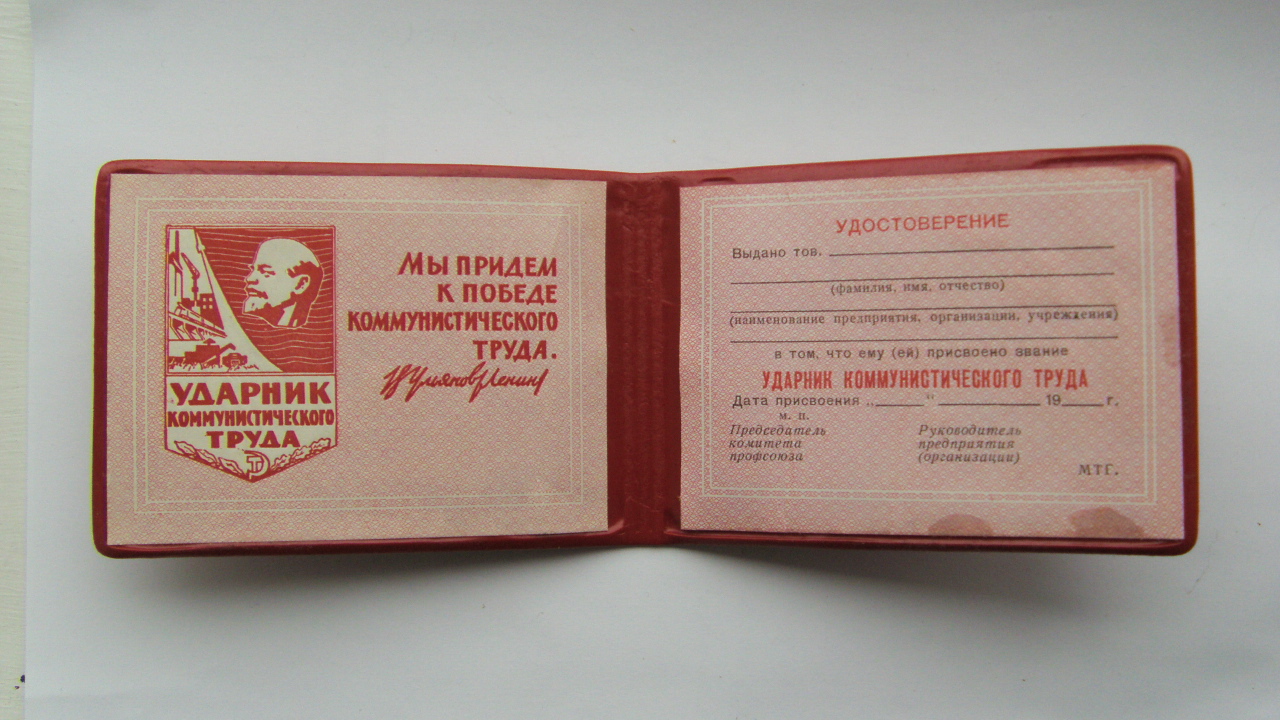 УДАРНИК
КОММУНИСТИЧЕСКОГО
ТРУДА
Мы придем
к победе
коммунистического
труда.
В Ульянов Ленин
УДОСТОВЕРЕНИЕ
Выдано тов.
(фамилия, имя, отчество)
(наименование предприятия, организации, учреждения)
в том, что ему (ей) присвоено звание
УДАРНИК КОММУНИСТИЧЕСКОГО ТРУДА
Дата присвоения „ “ 19 г.
м. п.
Председатель
комитета
профсоюза
Руководитель
предприятия
(организации)
МТГ.